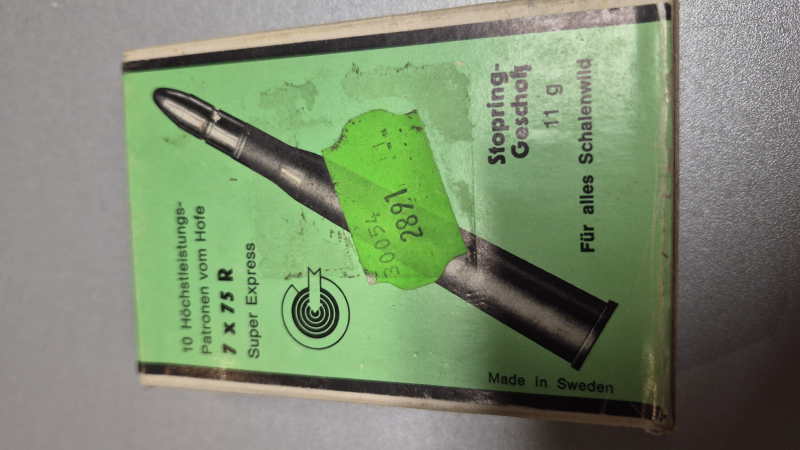 10 Höchstleistungs-
Patronen vom Hofe
7 x 75 R
Super Express
Stopring-
Geschoß
11 g
Für alles Schalenwild
30054
2891
Made in Sweden